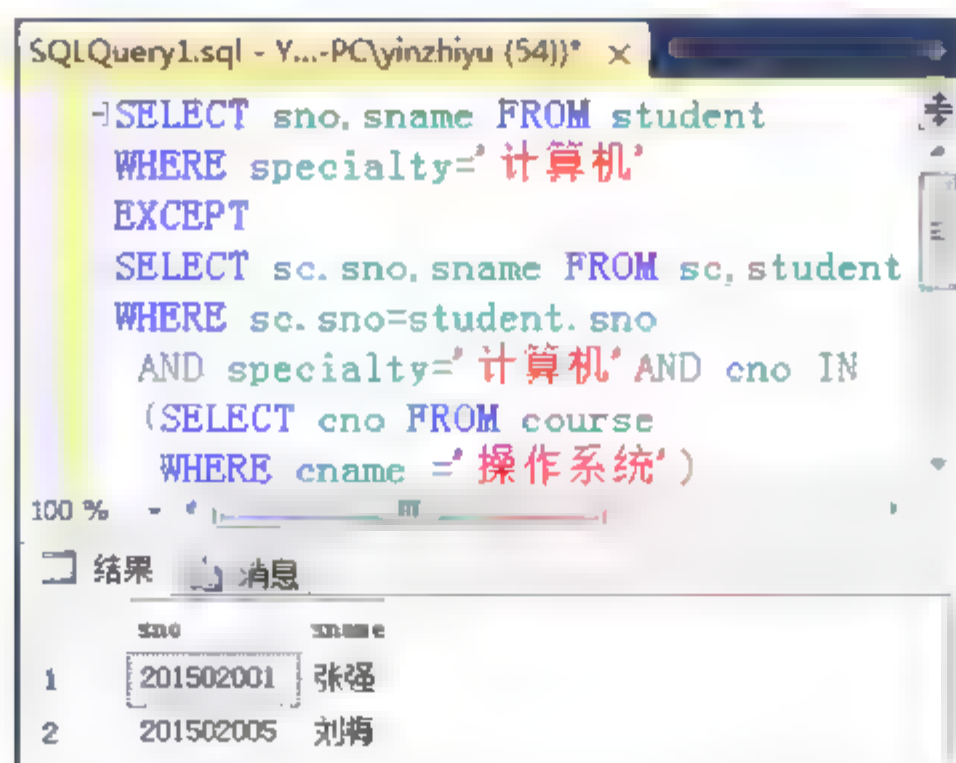 SQLQuery1.sql - Y...-PC\yinzhiyu (54))* ×
SELECT sno,sname FROM student
WHERE specialty='计算机'
EXCEPT
SELECT sc.sno,sname FROM sc,student
WHERE sc.sno=student.sno
AND specialty='计算机'AND cno IN
(SELECT cno FROM course
WHERE cname ='操作系统')
100 %
结果 消息
sno sname
1 201502001 张强
2 201502005 刘梅